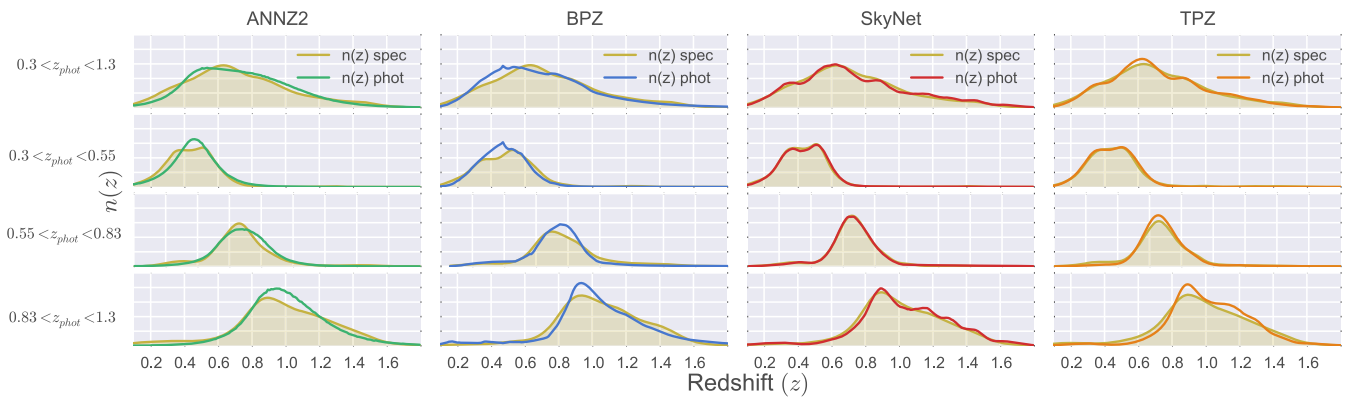 ANNZ2 BPZ SkyNet TPZ
0.3 < z_phot < 1.3
n(z) spec n(z) spec n(z) spec n(z) spec
n(z) phot n(z) phot n(z) phot n(z) phot
0.3 < z_phot < 0.55
n(z)
0.55 < z_phot < 0.83
0.83 < z_phot < 1.3
0.2 0.4 0.6 0.8 1.0 1.2 1.4 1.6 0.2 0.4 0.6 0.8 1.0 1.2 1.4 1.6 0.2 0.4 0.6 0.8 1.0 1.2 1.4 1.6 0.2 0.4 0.6 0.8 1.0 1.2 1.4 1.6
Redshift (z)